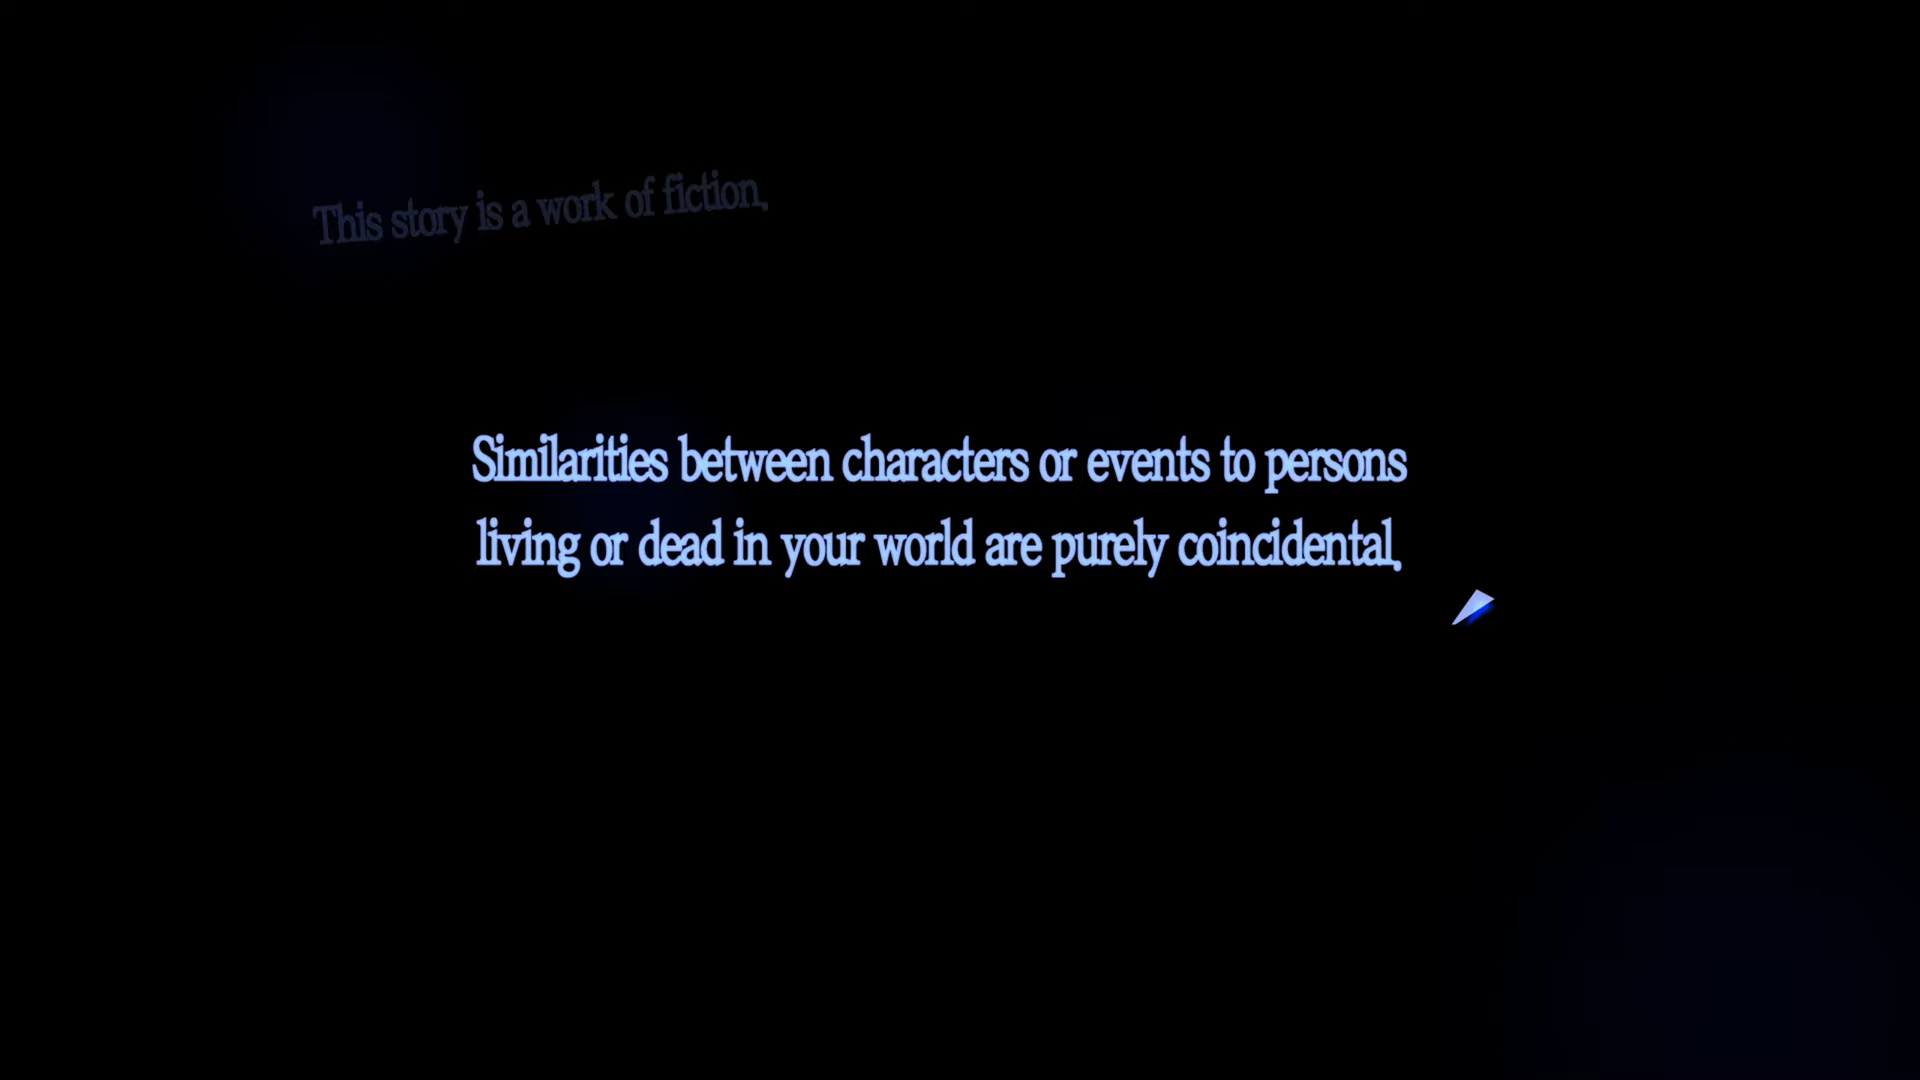 This story is a work of fiction.
Similarities between characters or events to persons
living or dead in your world are purely coincidental.